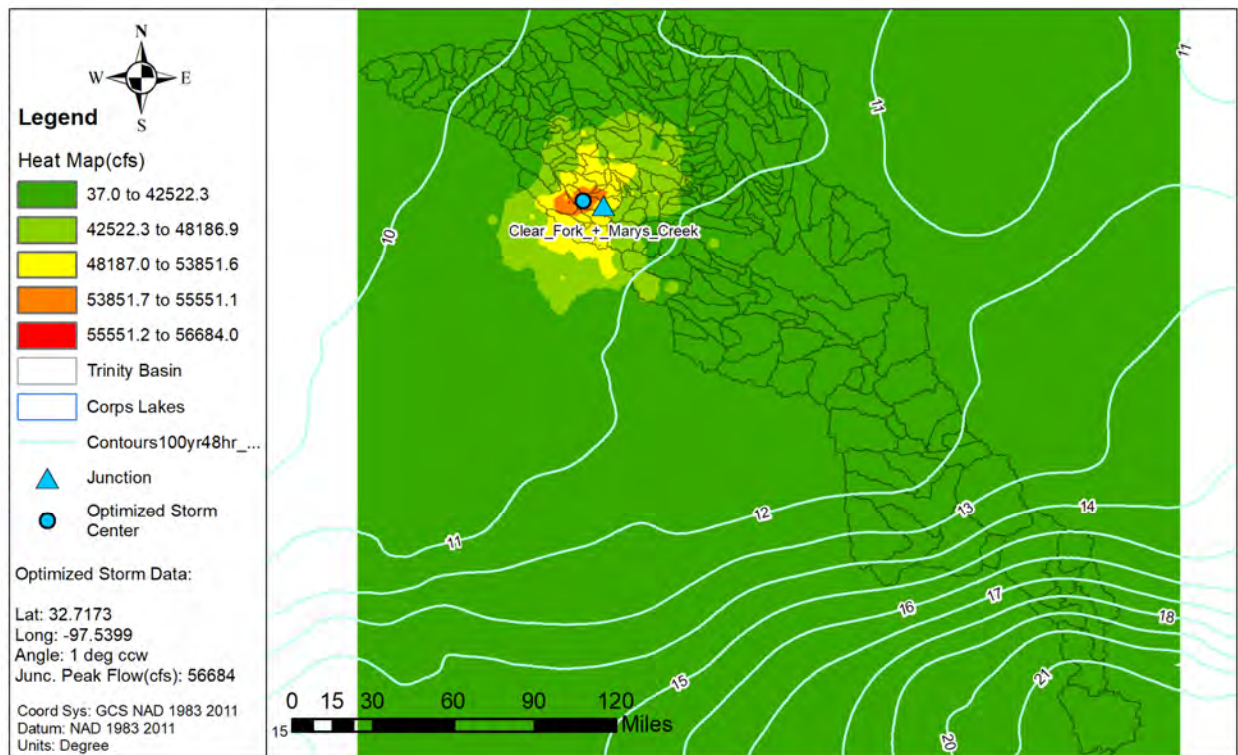 N
W E
S
Legend
Heat Map(cfs)
37.0 to 42522.3
42522.3 to 48186.9
48187.0 to 53851.6
53851.7 to 55551.1
55551.2 to 56684.0
Trinity Basin
Corps Lakes
Contours100yr48hr_...
Junction
Optimized Storm
Center
Optimized Storm Data:
Lat: 32.7173
Long: -97.5399
Angle: 1 deg ccw
Junc. Peak Flow(cfs): 56684
Coord Sys: GCS NAD 1983 2011
Datum: NAD 1983 2011
Units: Degree
11
11
10
Clear_Fork_+_Marys_Creek
11
12
13
14
15
16
17
18
20
21
15
0 15 30 60 90 120
Miles